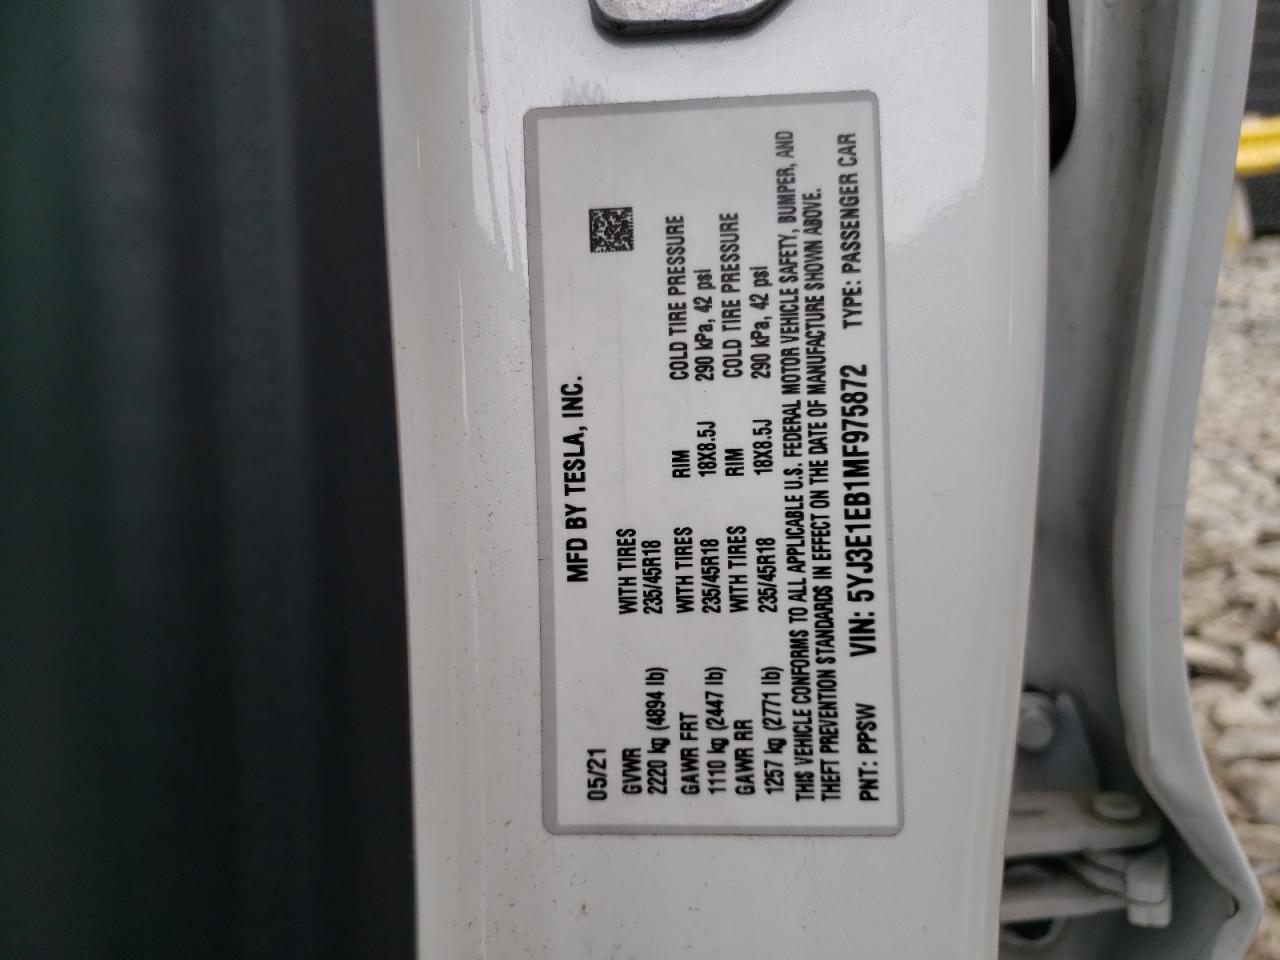 05/21 MFD BY TESLA, INC.
GVWR WITH TIRES
2220 kg (4894 lb) 235/45R18
GAWR FRT WITH TIRES RIM COLD TIRE PRESSURE
1110 kg (2447 lb) 235/45R18 18X8.5J 290 kPa, 42 psi
GAWR RR WITH TIRES RIM COLD TIRE PRESSURE
1257 kg (2771 lb) 235/45R18 18X8.5J 290 kPa, 42 psi
THIS VEHICLE CONFORMS TO ALL APPLICABLE U.S. FEDERAL MOTOR VEHICLE SAFETY, BUMPER, AND
THEFT PREVENTION STANDARDS IN EFFECT ON THE DATE OF MANUFACTURE SHOWN ABOVE.
PNT: PPSW VIN: 5YJ3E1EB1MF975872 TYPE: PASSENGER CAR